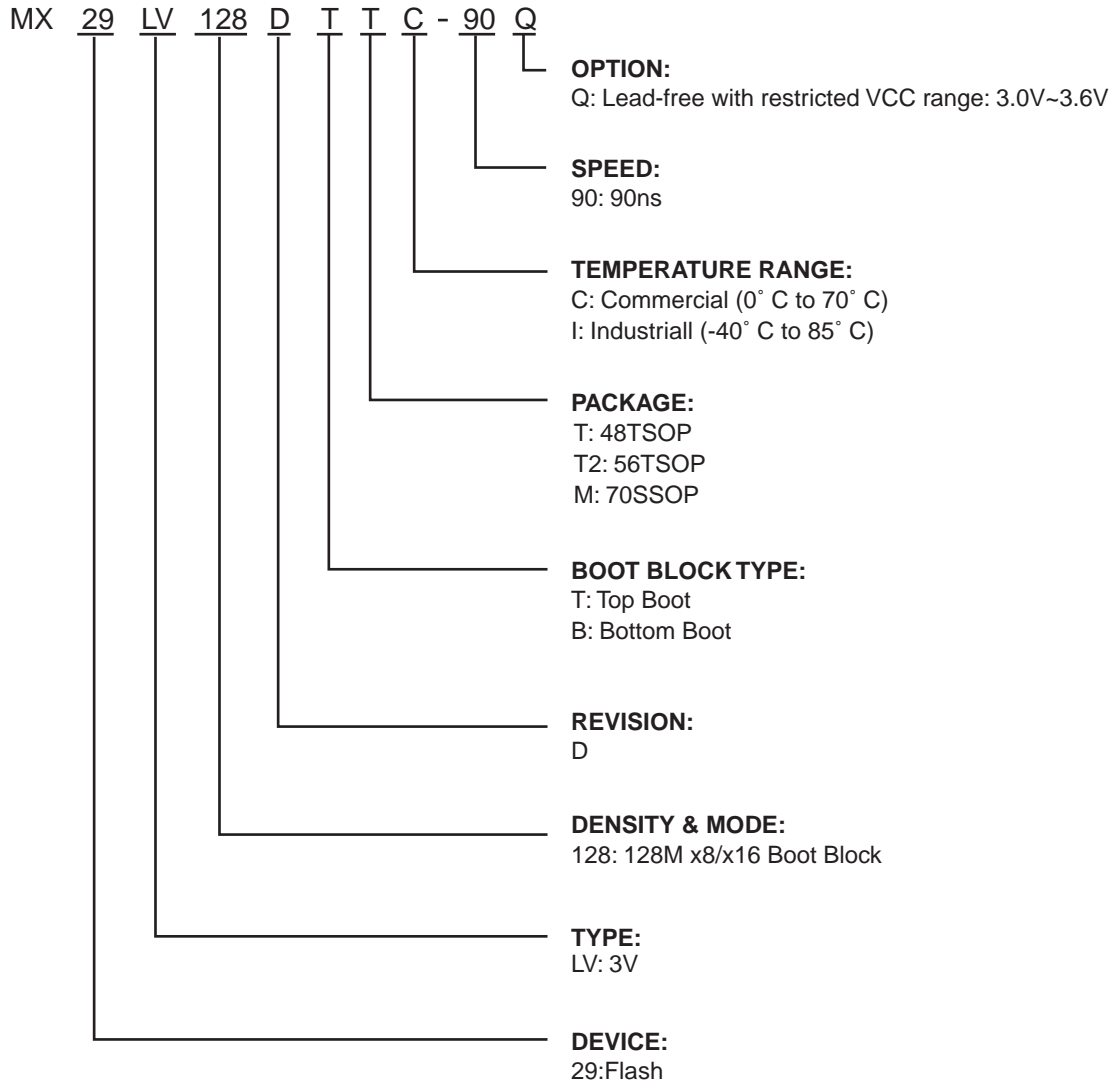 MX 29 LV 128 D T T C - 90 Q
OPTION:
Q: Lead-free with restricted VCC range: 3.0V~3.6V
SPEED:
90: 90ns
TEMPERATURE RANGE:
C: Commercial (0˚ C to 70˚ C)
I: Industriall (-40˚ C to 85˚ C)
PACKAGE:
T: 48TSOP
T2: 56TSOP
M: 70SSOP
BOOT BLOCK TYPE:
T: Top Boot
B: Bottom Boot
REVISION:
D
DENSITY & MODE:
128: 128M x8/x16 Boot Block
TYPE:
LV: 3V
DEVICE:
29:Flash